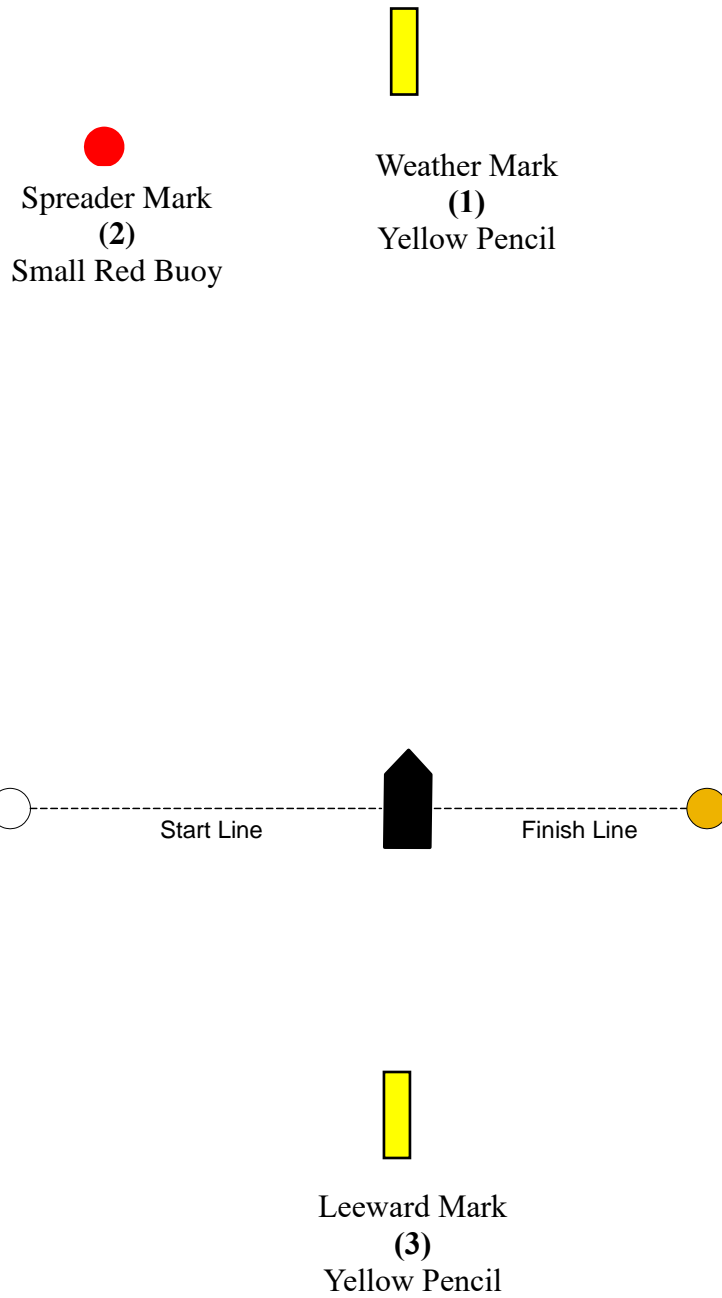 Weather Mark
(1)
Yellow Pencil
Spreader Mark
(2)
Small Red Buoy
Start Line
Finish Line
Leeward Mark
(3)
Yellow Pencil